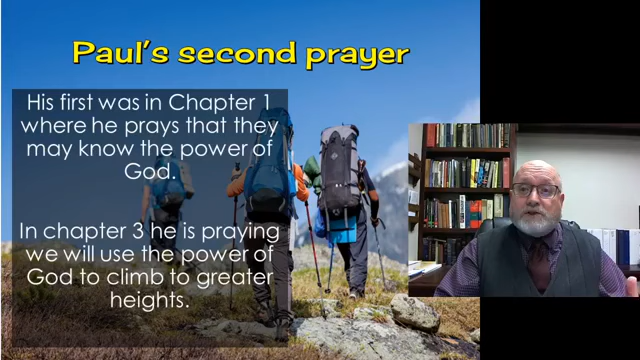 Paul's second prayer
His first was in Chapter 1
where he prays that they
may know the power of
God.
In chapter 3 he is praying
we will use the power of
God to climb to greater
heights.